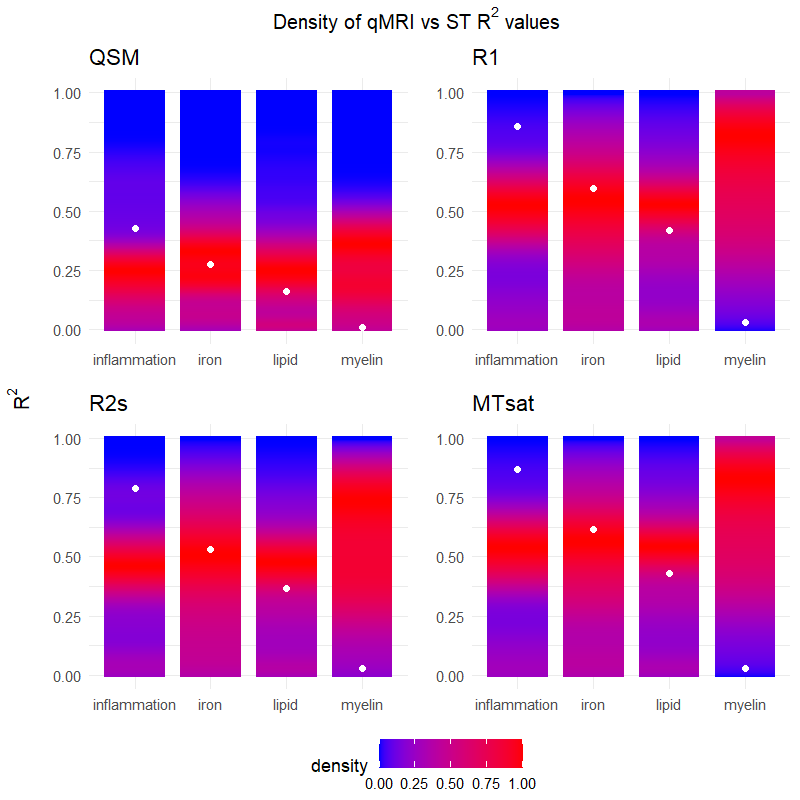 Density of qMRI vs ST R² values
QSM
1.00
0.75
0.50
0.25
0.00
inflammation iron lipid myelin
R1
1.00
0.75
0.50
0.25
0.00
inflammation iron lipid myelin
R²
R2s
1.00
0.75
0.50
0.25
0.00
inflammation iron lipid myelin
MTsat
1.00
0.75
0.50
0.25
0.00
inflammation iron lipid myelin
density
0.00 0.25 0.50 0.75 1.00